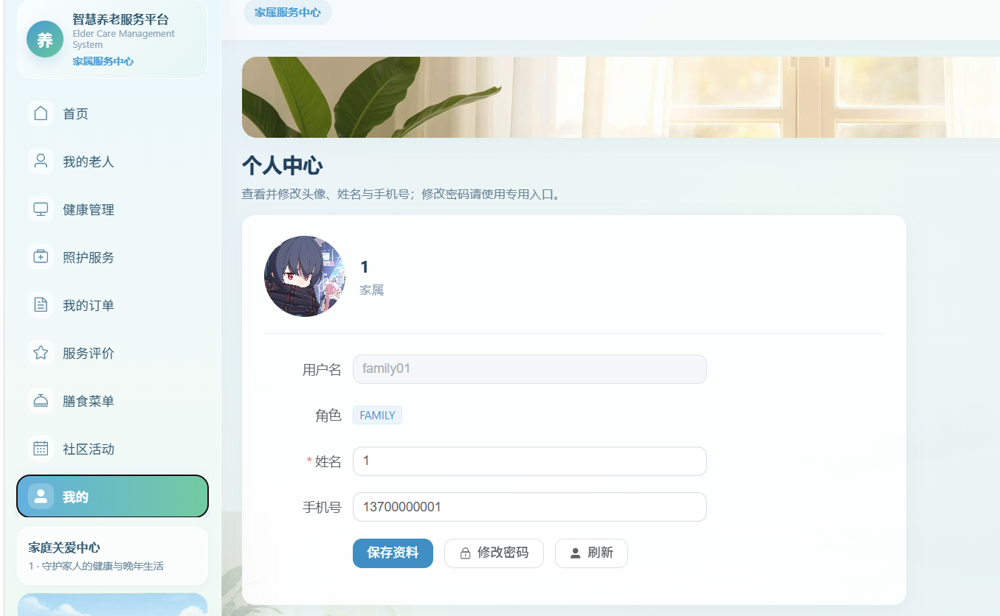 养
智慧养老服务平台
Elder Care Management
System
家属服务中心
首页
我的老人
健康管理
照护服务
我的订单
服务评价
膳食菜单
社区活动
我的
家庭关爱中心
1 · 守护家人的健康与晚年生活
家属服务中心
个人中心
查看并修改头像、姓名与手机号；修改密码请使用专用入口。
1
家属
用户名 family01
角色 FAMILY
* 姓名 1
手机号 13700000001
保存资料 修改密码 刷新